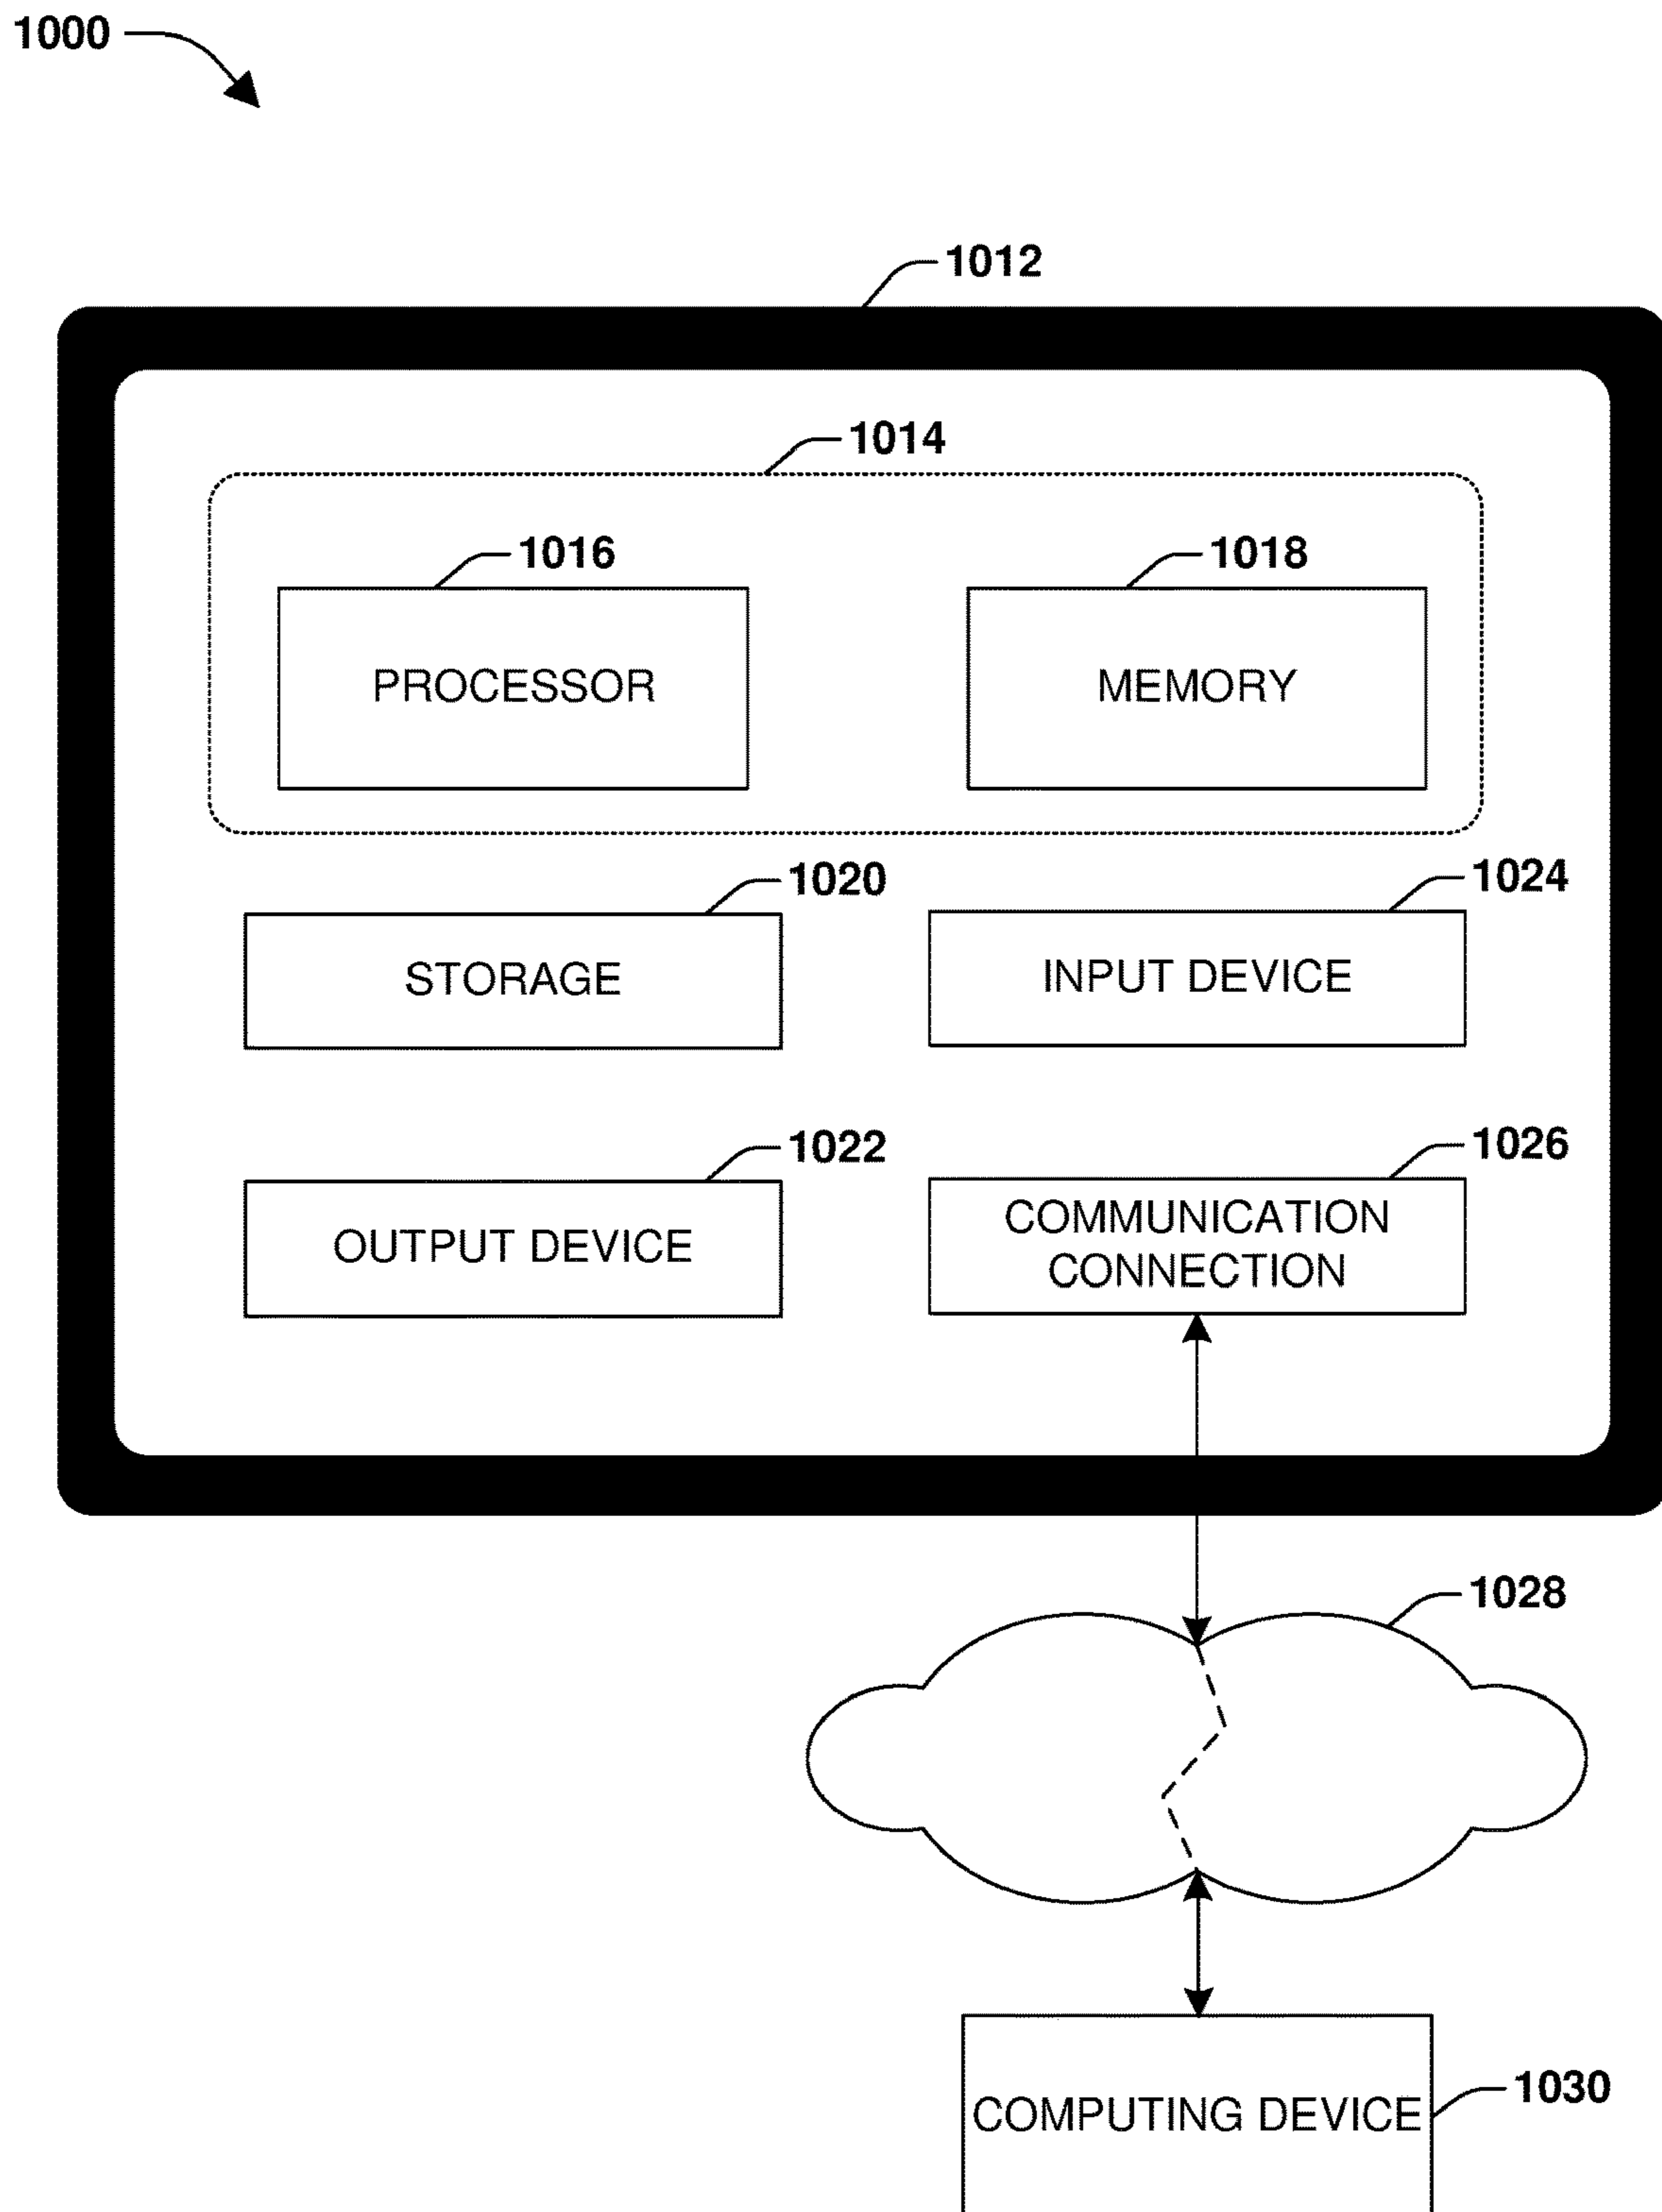 1000
1012
1014
1016
1018
PROCESSOR
MEMORY
1020
1024
STORAGE
INPUT DEVICE
1022
1026
OUTPUT DEVICE
COMMUNICATION
CONNECTION
1028
1030
COMPUTING DEVICE